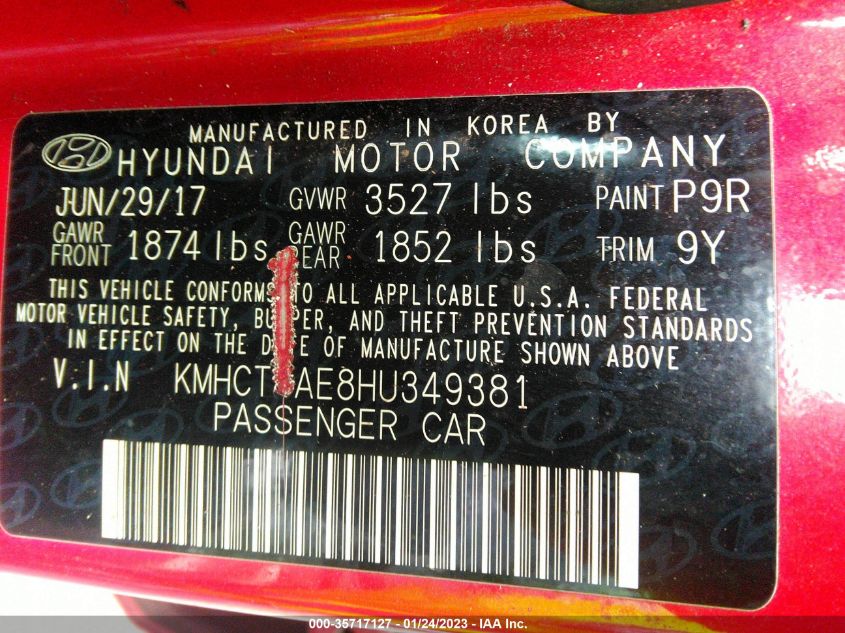 MANUFACTURED IN KOREA BY
HYUNDAI MOTOR COMPANY
JUN/29/17 GVWR 3527 lbs PAINT P9R
GAWR FRONT 1874 lbs GAWR REAR 1852 lbs TRIM 9Y
THIS VEHICLE CONFORMS TO ALL APPLICABLE U.S.A. FEDERAL
MOTOR VEHICLE SAFETY, BUMPER, AND THEFT PREVENTION STANDARDS
IN EFFECT ON THE DATE OF MANUFACTURE SHOWN ABOVE
V.I.N
PASSENGER CAR
000-35717127 - 01/24/2023 - IAA Inc.